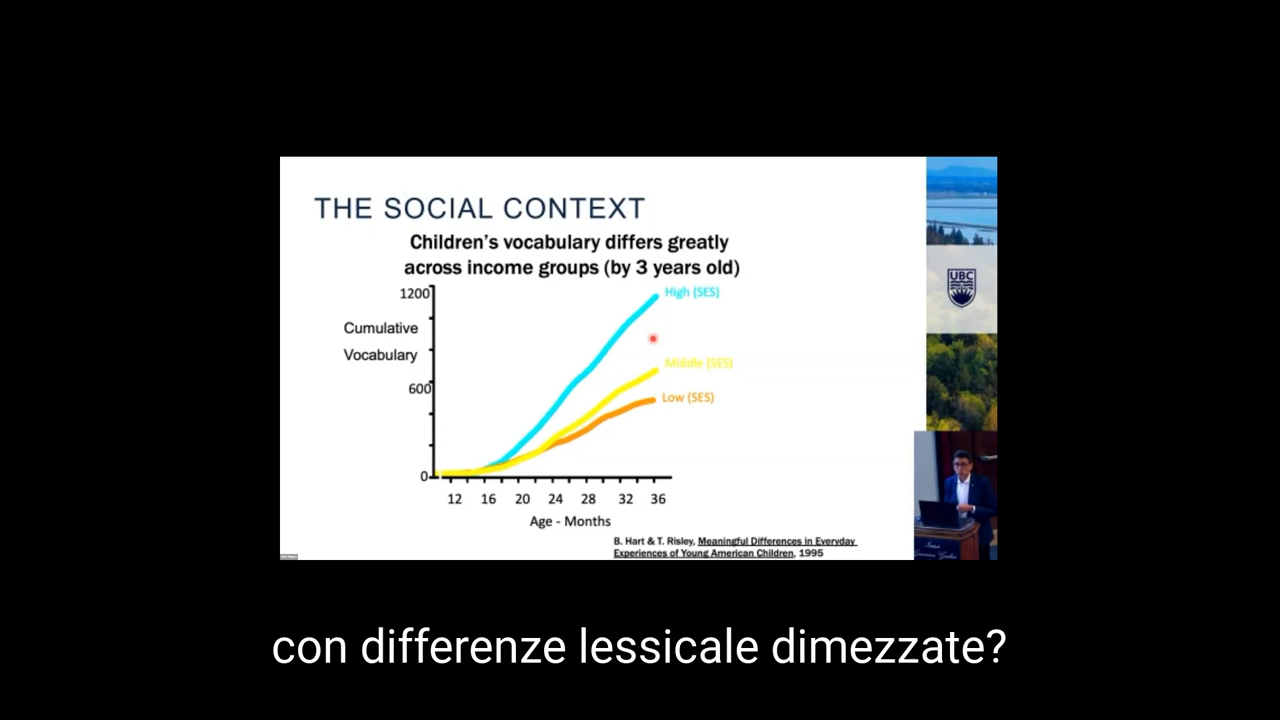 THE SOCIAL CONTEXT
Children's vocabulary differs greatly
across income groups (by 3 years old)
1200
High (SES)
Cumulative
Vocabulary
Middle (SES)
600
Low (SES)
0
12 16 20 24 28 32 36
Age - Months
B. Hart & T. Risley, Meaningful Differences in Everyday
Experiences of Young American Children, 1995
UBC
con differenze lessicale dimezzate?